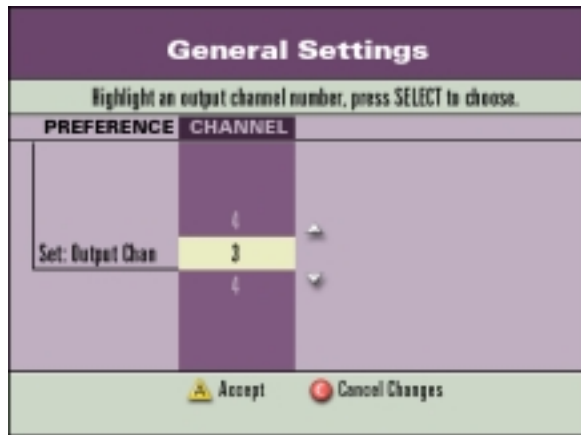 General Settings
Highlight an output channel number, press SELECT to choose.
PREFERENCE CHANNEL
4
Set: Output Chan 3
4
A Accept C Cancel Changes